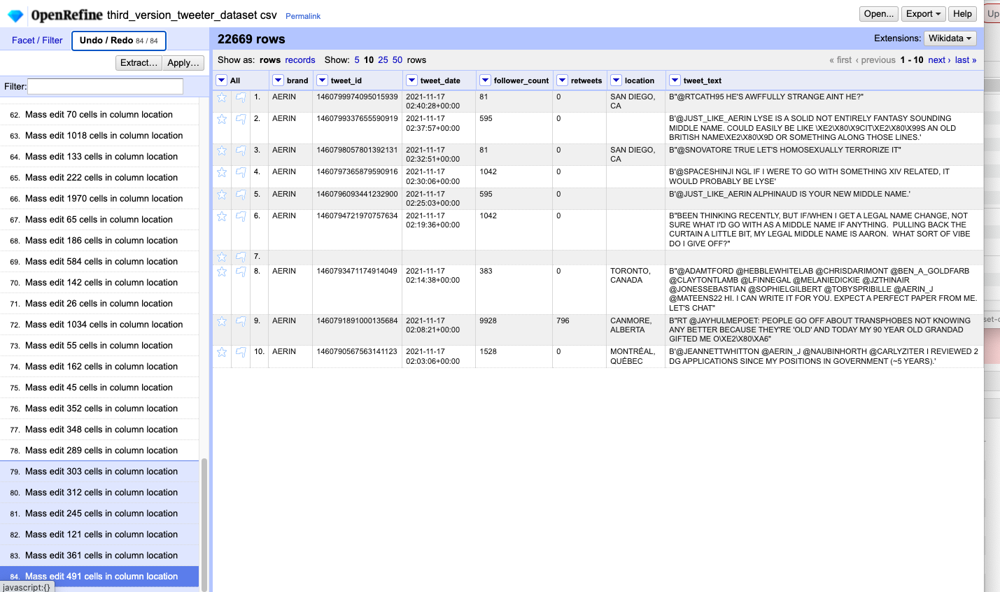 OpenRefine third_version_tweeter_dataset csv Permalink
Open... Export Help
Up
Facet / Filter Undo / Redo 84 / 84
Extract... Apply...
Filter:
62. Mass edit 70 cells in column location
63. Mass edit 1018 cells in column location
64. Mass edit 133 cells in column location
65. Mass edit 222 cells in column location
66. Mass edit 1970 cells in column location
67. Mass edit 65 cells in column location
68. Mass edit 186 cells in column location
69. Mass edit 584 cells in column location
70. Mass edit 142 cells in column location
71. Mass edit 26 cells in column location
72. Mass edit 1034 cells in column location
73. Mass edit 55 cells in column location
74. Mass edit 162 cells in column location
75. Mass edit 45 cells in column location
76. Mass edit 352 cells in column location
77. Mass edit 348 cells in column location
78. Mass edit 289 cells in column location
79. Mass edit 303 cells in column location
80. Mass edit 312 cells in column location
81. Mass edit 245 cells in column location
82. Mass edit 121 cells in column location
83. Mass edit 361 cells in column location
84. Mass edit 491 cells in column location
javascript:{}
22669 rows
Extensions: Wikidata
Show as: rows records Show: 5 10 25 50 rows
« first ‹ previous 1 - 10 next › last »
All brand tweet_id tweet_date follower_count retweets location tweet_text
1. AERIN 1460799974095015939 2021-11-17 81 0 SAN DIEGO, B"@RTCATH95 HE'S AWFFULLY STRANGE AINT HE?"
02:40:28+00:00 CA
2. AERIN 1460799337655590919 2021-11-17 595 0 B'@JUST_LIKE_AERIN LYSE IS A SOLID NOT ENTIRELY FANTASY SOUNDING
02:37:57+00:00 MIDDLE NAME. COULD EASILY BE LIKE \XE2\X80\X9CIT\XE2\X80\X99S AN OLD
BRITISH NAME\XE2\X80\X9D OR SOMETHING ALONG THOSE LINES.'
3. AERIN 1460798057801392131 2021-11-17 81 0 SAN DIEGO, B"@SNOVATORE TRUE LET'S HOMOSEXUALLY TERRORIZE IT"
02:32:51+00:00 CA
4. AERIN 1460797365879590916 2021-11-17 1042 0 B'@SPACESHINJI NGL IF I WERE TO GO WITH SOMETHING XIV RELATED, IT
02:30:06+00:00 WOULD PROBABLY BE LYSE'
5. AERIN 1460796093441232900 2021-11-17 595 0 B'@JUST_LIKE_AERIN ALPHINAUD IS YOUR NEW MIDDLE NAME.'
02:25:03+00:00
6. AERIN 1460794721970757634 2021-11-17 1042 0 B"BEEN THINKING RECENTLY, BUT IF/WHEN I GET A LEGAL NAME CHANGE, NOT
02:19:36+00:00 SURE WHAT I'D GO WITH AS A MIDDLE NAME IF ANYTHING. PULLING BACK THE
CURTAIN A LITTLE BIT, MY LEGAL MIDDLE NAME IS AARON. WHAT SORT OF VIBE
DO I GIVE OFF?"
7.
8. AERIN 1460793471174914049 2021-11-17 383 0 TORONTO, B"@ADAMTFORD @HEBBLEWHITELAB @CHRISDARIMONT @BEN_A_GOLDFARB
02:14:38+00:00 CANADA @CLAYTONTLAMB @LFINNEGAL @MELANIEDICKIE @JZTHINAIR
@JONESSEBASTIAN @SOPHIELGILBERT @TOBYSPRIBILLE @AERIN_J
@MATEENS22 HI. I CAN WRITE IT FOR YOU. EXPECT A PERFECT PAPER FROM ME.
LET'S CHAT"
9. AERIN 1460791891000135684 2021-11-17 9928 796 CANMORE, B"RT @JAYHULMEPOET: PEOPLE GO OFF ABOUT TRANSPHOBES NOT KNOWING
02:08:21+00:00 ALBERTA ANY BETTER BECAUSE THEY'RE 'OLD' AND TODAY MY 90 YEAR OLD GRANDAD
GIFTED ME O\XE2\X80\XA6"
10. AERIN 1460790567563141123 2021-11-17 1528 0 MONTRÉAL, B'@JEANNETTWHITTON @AERIN_J @NAUBINHORTH @CARLYZITER I REVIEWED 2
02:03:06+00:00 QUÉBEC DG APPLICATIONS SINCE MY POSITIONS IN GOVERNMENT (~5 YEARS).'